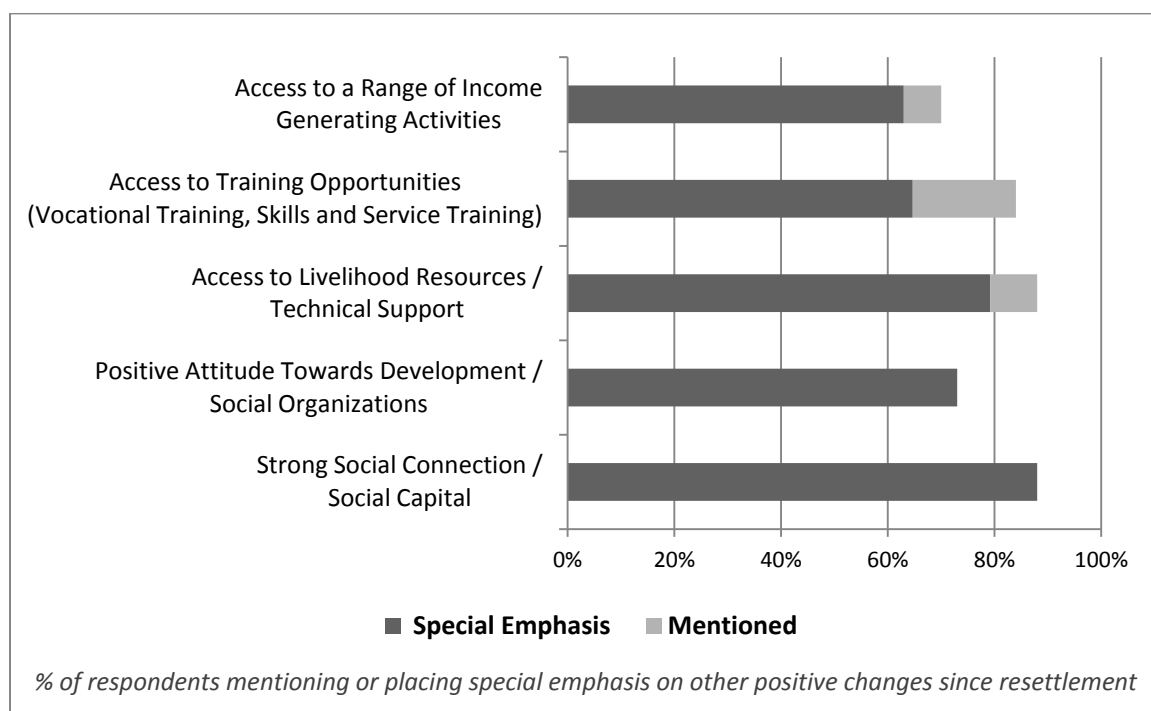 Access to a Range of Income
Generating Activities
Access to Training Opportunities
(Vocational Training, Skills and Service Training)
Access to Livelihood Resources /
Technical Support
Positive Attitude Towards Development /
Social Organizations
Strong Social Connection /
Social Capital
0% 20% 40% 60% 80% 100%
Special Emphasis Mentioned
% of respondents mentioning or placing special emphasis on other positive changes since resettlement